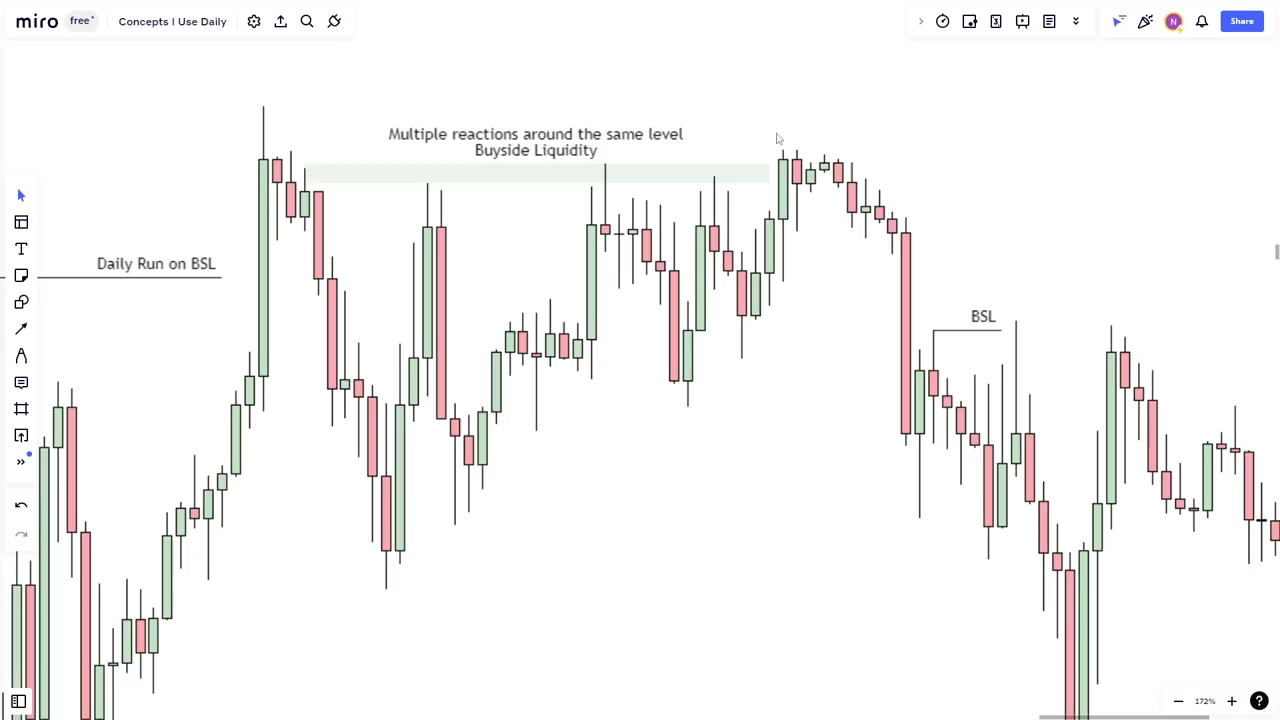 miro free Concepts I Use Daily
3 N Share
Multiple reactions around the same level
Buyside Liquidity
Daily Run on BSL
BSL
172%